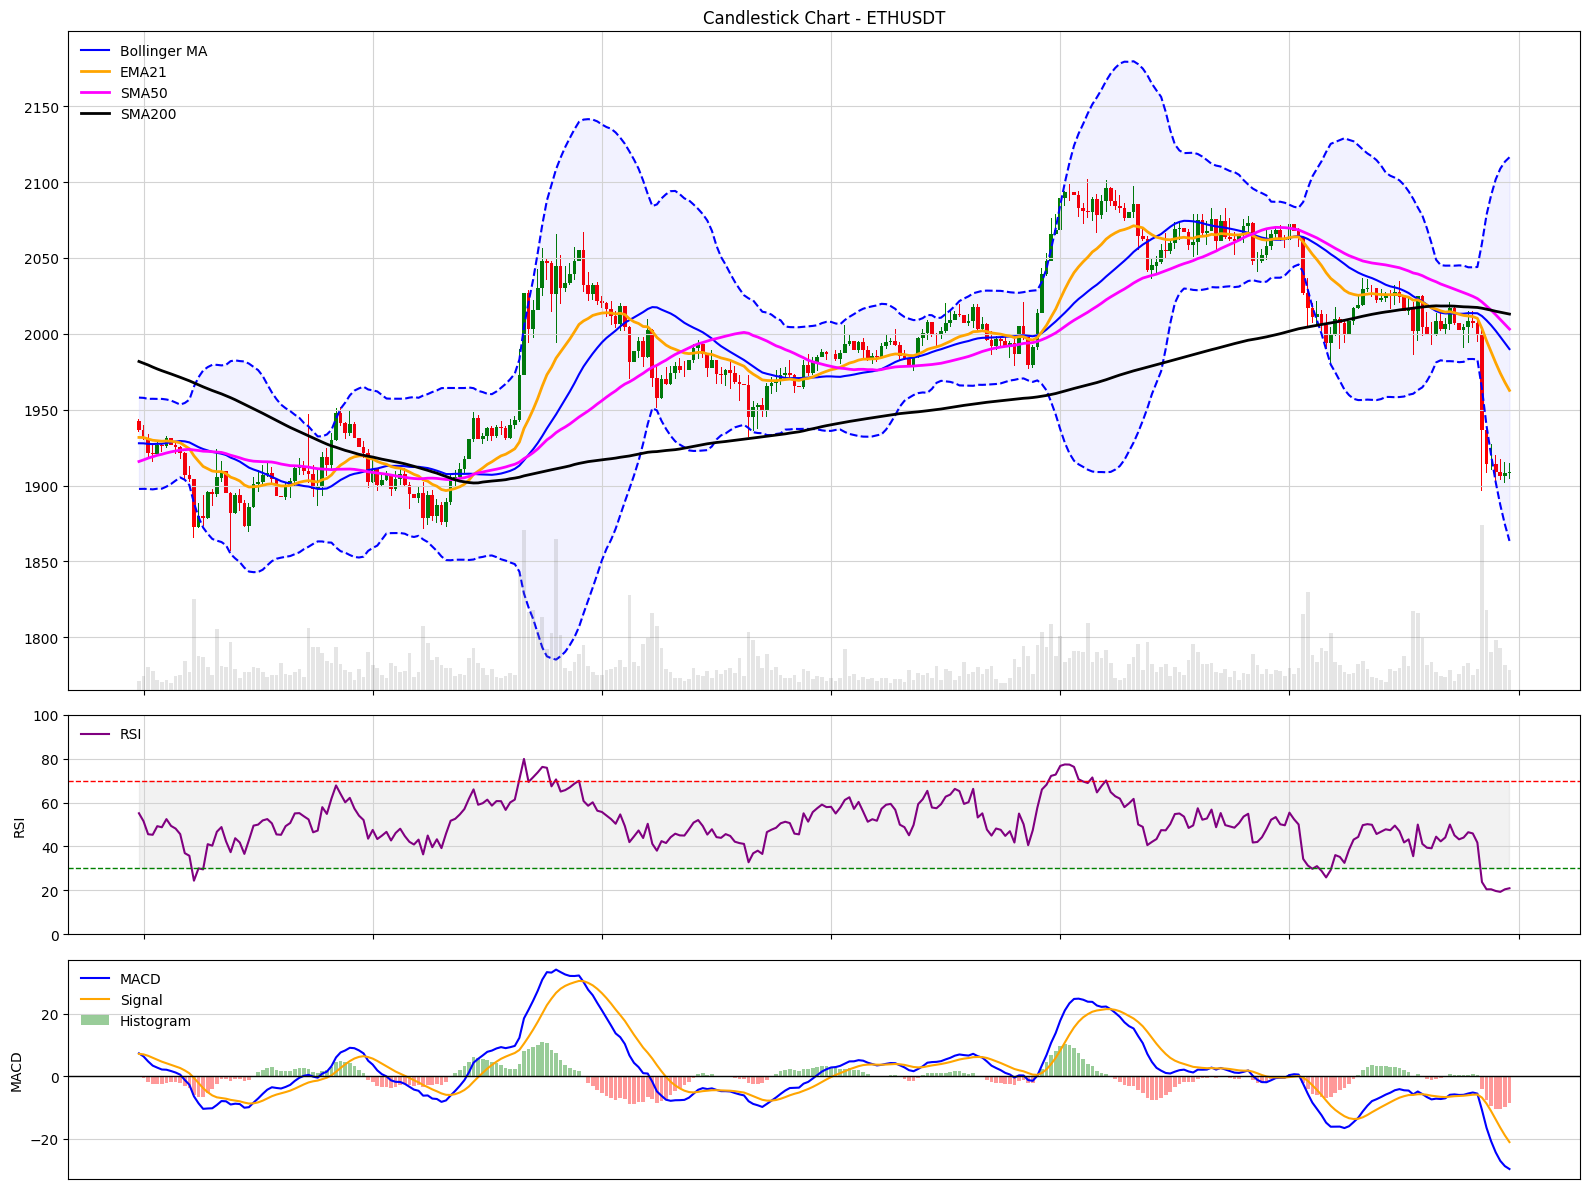 Candlestick Chart - ETHUSDT
Bollinger MA
EMA21
SMA50
SMA200
2150
2100
2050
2000
1950
1900
1850
1800
RSI
100
80
60
40
20
0
RSI
MACD
Signal
Histogram
20
0
−20
MACD